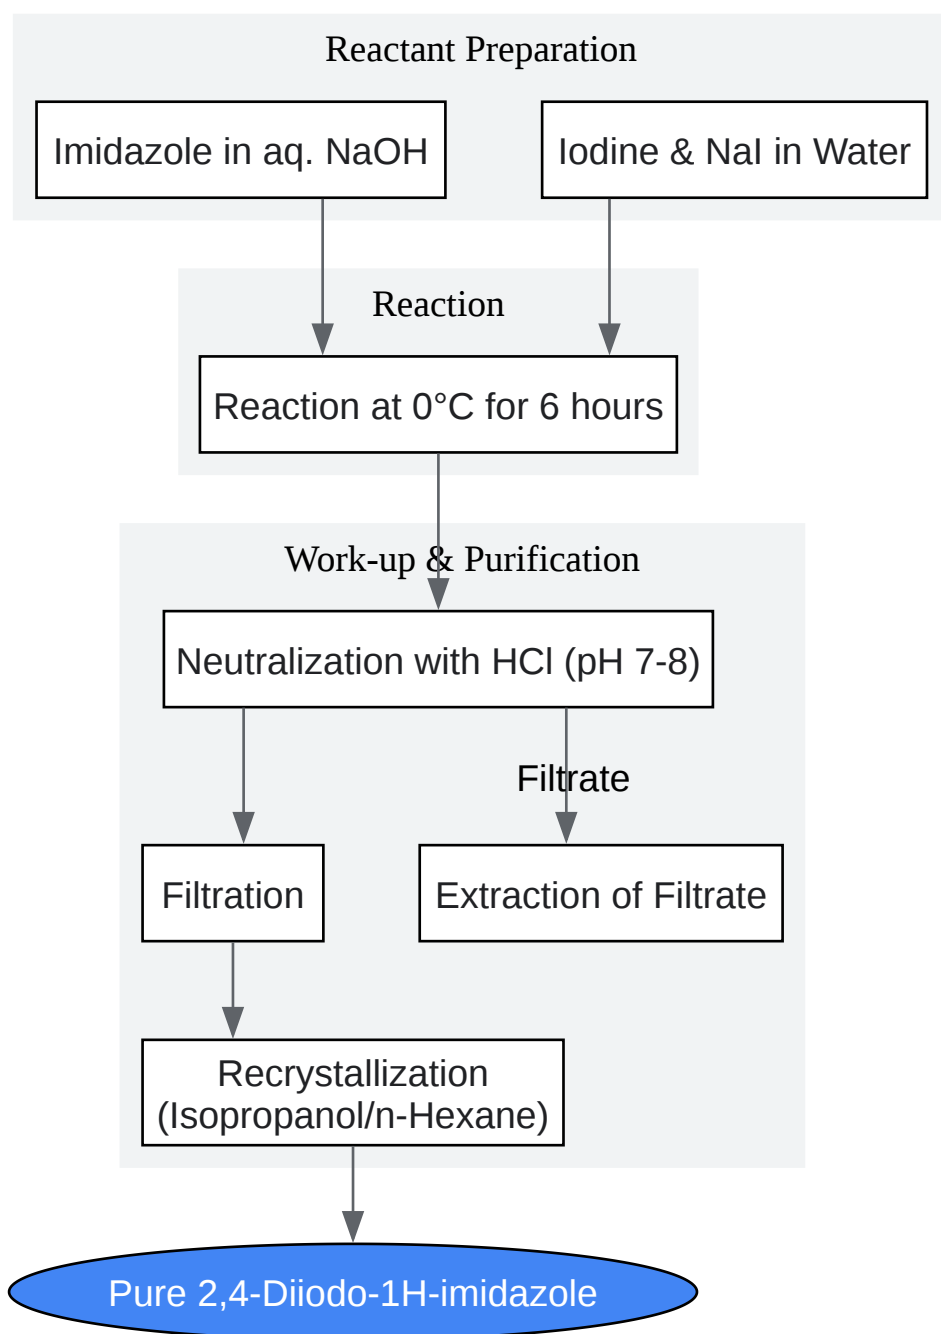 Reactant Preparation
Imidazole in aq. NaOH
Iodine & NaI in Water
Reaction
Reaction at 0°C for 6 hours
Work-up & Purification
Neutralization with HCl (pH 7-8)
Filtrate
Filtration
Extraction of Filtrate
Recrystallization
(Isopropanol/n-Hexane)
Pure 2,4-Diiodo-1H-imidazole